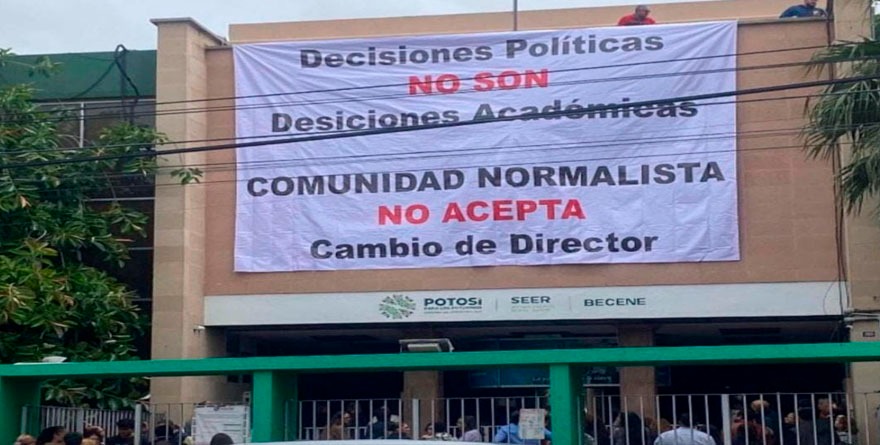 Decisiones Políticas
NO SON
Desiciones Académicas
COMUNIDAD NORMALISTA
NO ACEPTA
Cambio de Director
POTOSÍ
SEER
BECENE